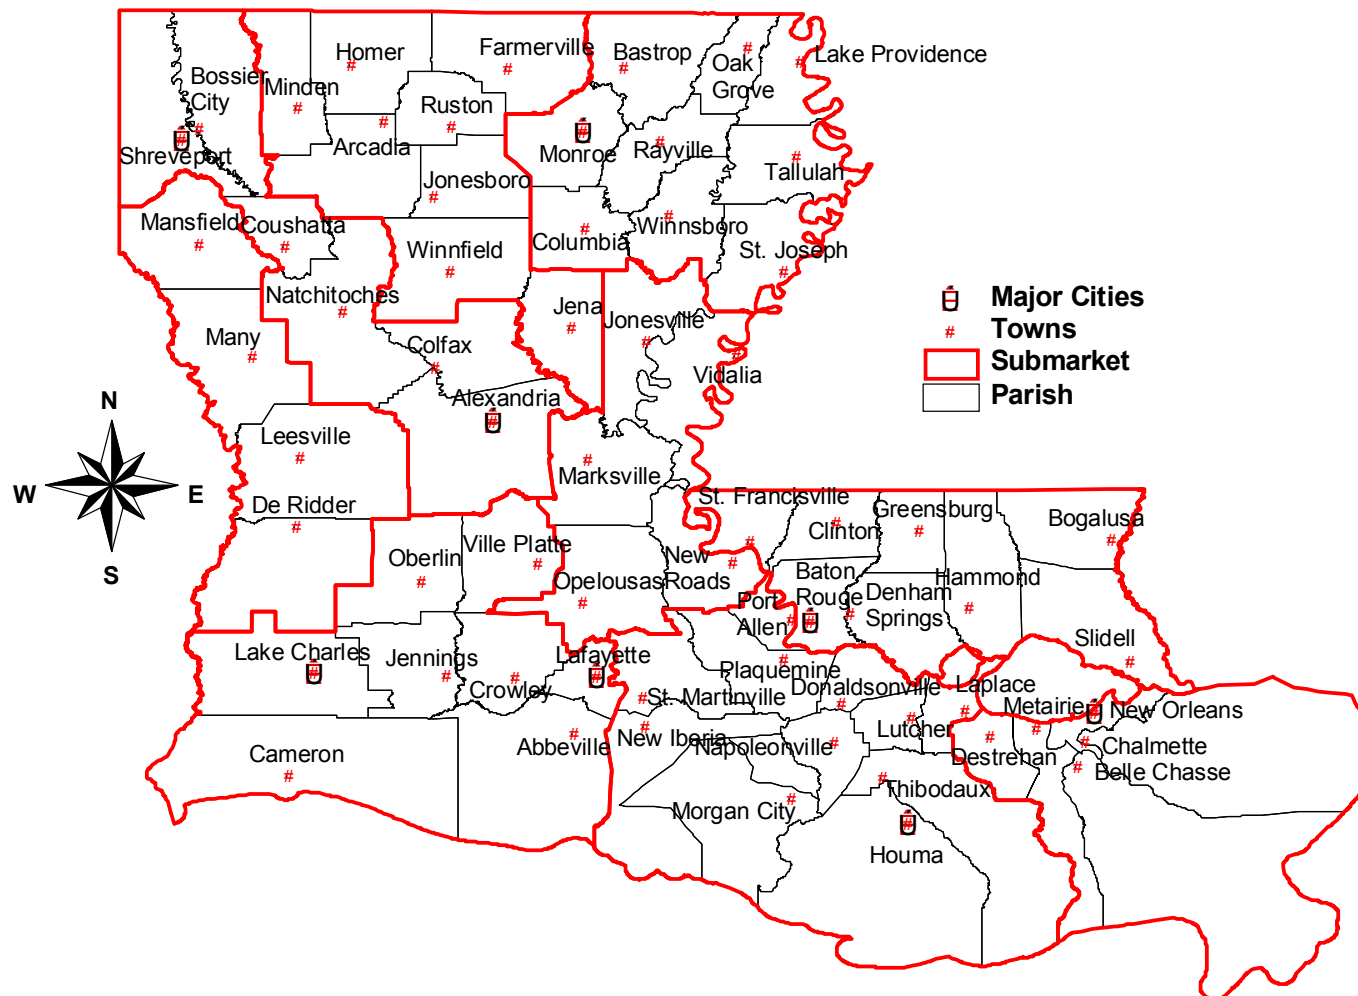 Homer
Farmerville
Bastrop
Lake Providence
Oak
Grove
Bossier
City
Minden
Ruston
Shreveport
Arcadia
Monroe
Rayville
Tallulah
Jonesboro
Mansfield
Coushatta
Winnfield
Columbia
Winnsboro
St. Joseph
Natchitoches
Jena
Jonesville
Many
Colfax
Vidalia
Alexandria
Major Cities
Towns
Submarket
Parish
N
W
E
S
Leesville
Marksville
De Ridder
St. Francisville
Clinton
Greensburg
Bogalusa
Oberlin
Ville Platte
Opelousas
New
Roads
Baton
Rouge
Denham
Springs
Hammond
Port
Allen
Slidell
Lake Charles
Jennings
Crowley
Lafayette
St. Martinville
Plaquemine
Donaldsonville
Laplace
Metairie
New Orleans
Abbeville
New Iberia
Napoleonville
Lutcher
Destrehan
Chalmette
Belle Chasse
Cameron
Morgan City
Thibodaux
Houma